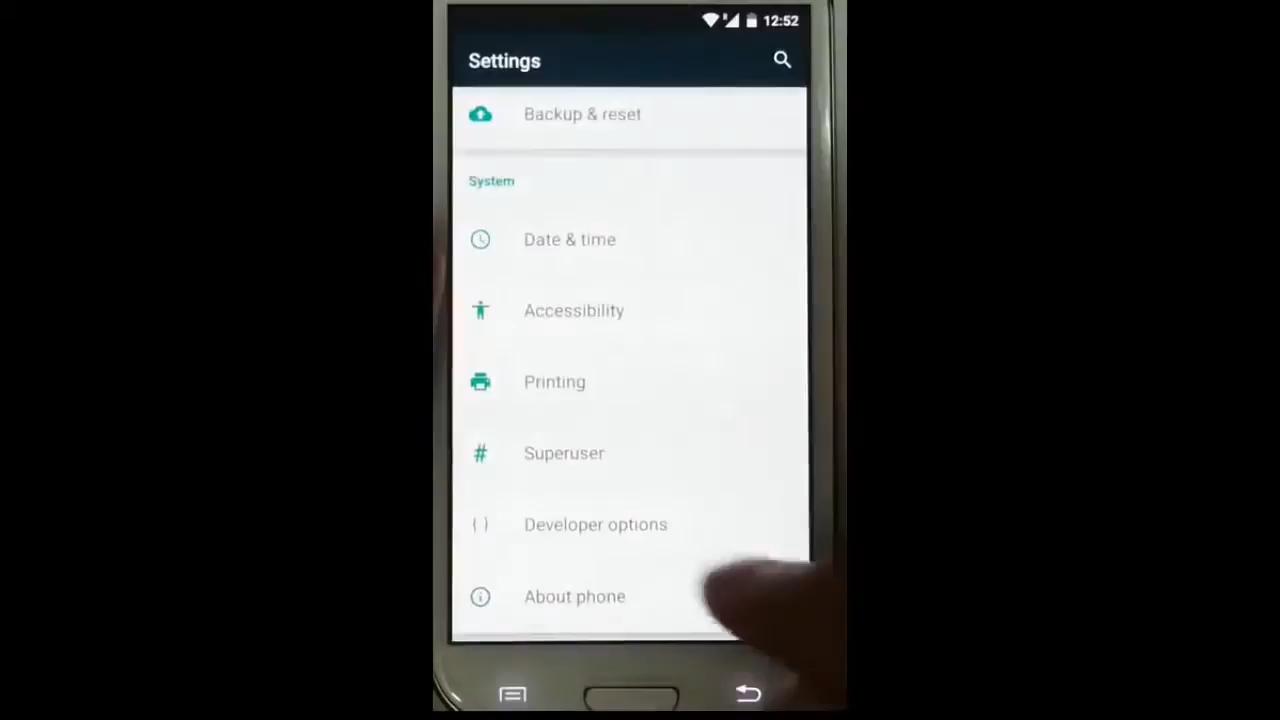 12:52
Settings
Backup & reset
System
Date & time
Accessibility
Printing
# Superuser
{ } Developer options
About phone